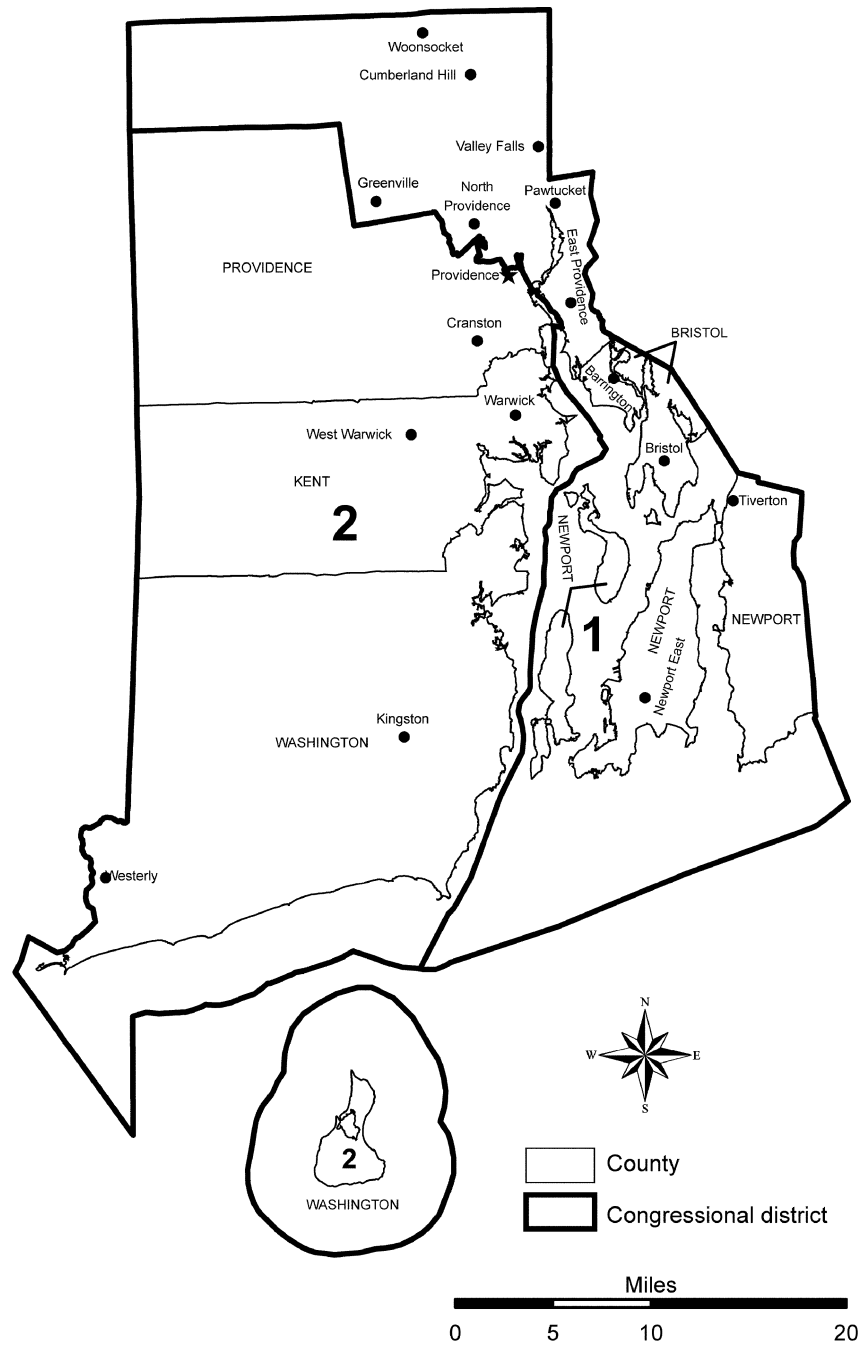 Woonsocket
Cumberland Hill
Valley Falls
Greenville
North
Providence
Pawtucket
PROVIDENCE
East Providence
Providence
Cranston
BRISTOL
Barrington
Warwick
West Warwick
Bristol
KENT
2
Tiverton
NEWPORT
1
NEWPORT
NEWPORT
Newport East
Kingston
WASHINGTON
Westerly
N
W
E
S
2
WASHINGTON
County
Congressional district
Miles
0 5 10 20